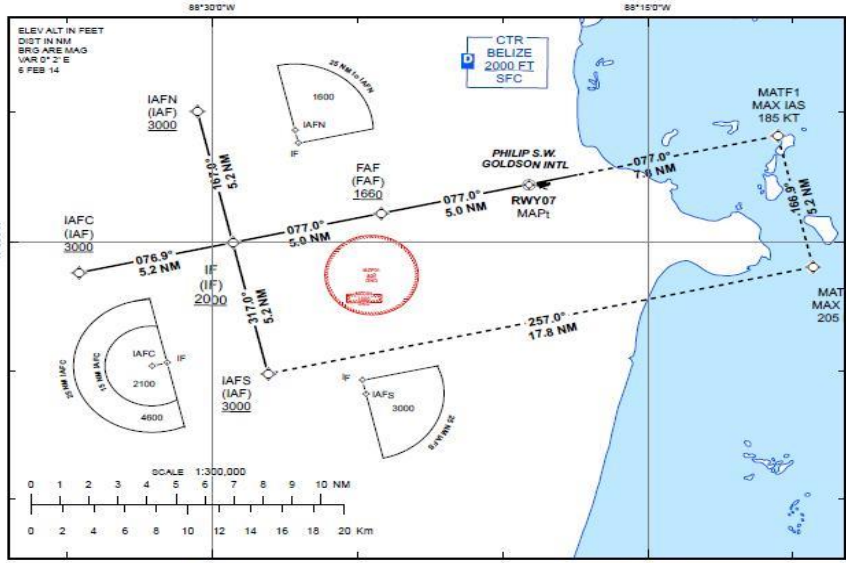 88°30'0"W
88°15'0"W
ELEV ALT IN FEET
DIST IN NM
BRG ARE MAG
VAR 0° 2' E
6 FEB 14
CTR
BELIZE
2000 FT
SFC
D
IAFN
(IAF)
3000
25 NM to IAFN
1600
IAFN
IF
MATF1
MAX IAS
185 KT
167.0°
5.2 NM
FAF
(FAF)
1660
PHILIP S.W.
GOLDSON INTL
RWY07
MAPt
077.0°
7.8 NM
077.0°
5.0 NM
077.0°
5.0 NM
166.9°
5.2 NM
IAFC
(IAF)
3000
076.9°
5.2 NM
IF
(IF)
2000
317.0°
5.2 NM
MAT
MAX
205
257.0°
17.8 NM
25 NM IAFC
15 NM IAFC
IAFC
IF
2100
4600
IAFS
(IAF)
3000
IF
IAFS
3000
25 NM IAFS
SCALE 1:300,000
0 1 2 3 4 5 6 7 8 9 10 NM
0 2 4 6 8 10 12 14 16 18 20 Km